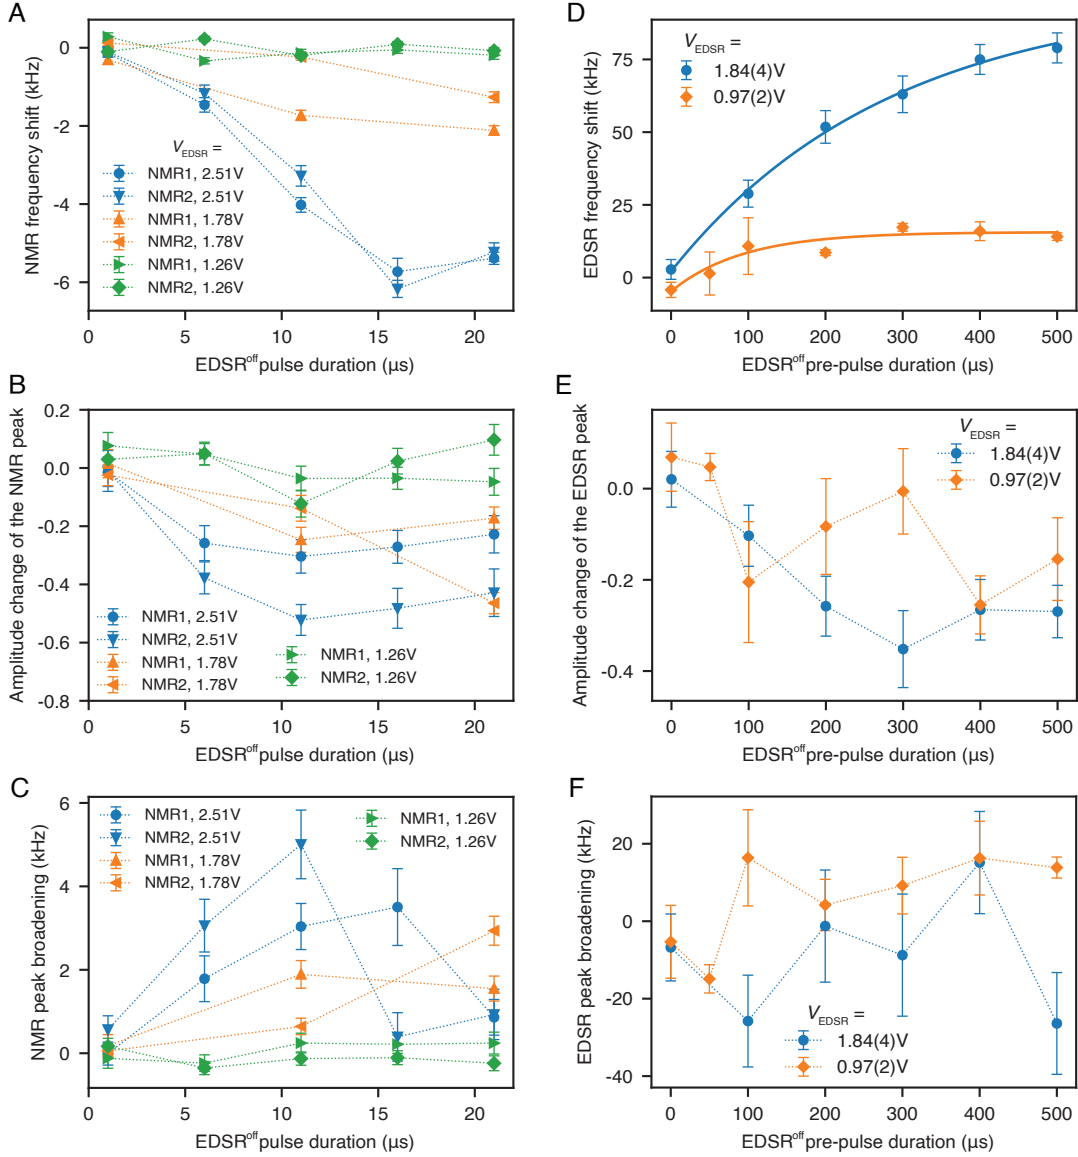 A
NMR frequency shift (kHz)
0
-2
-4
-6
V_EDSR =
NMR1, 2.51V
NMR2, 2.51V
NMR1, 1.78V
NMR2, 1.78V
NMR1, 1.26V
NMR2, 1.26V
0 5 10 15 20
EDSR^off pulse duration (μs)
D
EDSR frequency shift (kHz)
75
50
25
0
V_EDSR =
1.84(4)V
0.97(2)V
0 100 200 300 400 500
EDSR^off pre-pulse duration (μs)
B
Amplitude change of the NMR peak
0.2
0.0
-0.2
-0.4
-0.6
-0.8
NMR1, 2.51V
NMR2, 2.51V
NMR1, 1.78V
NMR2, 1.78V
NMR1, 1.26V
NMR2, 1.26V
0 5 10 15 20
EDSR^off pulse duration (μs)
E
Amplitude change of the EDSR peak
0.0
-0.2
-0.4
V_EDSR =
1.84(4)V
0.97(2)V
0 100 200 300 400 500
EDSR^off pre-pulse duration (μs)
C
NMR peak broadening (kHz)
6
4
2
0
NMR1, 2.51V
NMR2, 2.51V
NMR1, 1.78V
NMR2, 1.78V
NMR1, 1.26V
NMR2, 1.26V
0 5 10 15 20
EDSR^off pulse duration (μs)
F
EDSR peak broadening (kHz)
20
0
-20
-40
V_EDSR =
1.84(4)V
0.97(2)V
0 100 200 300 400 500
EDSR^off pre-pulse duration (μs)